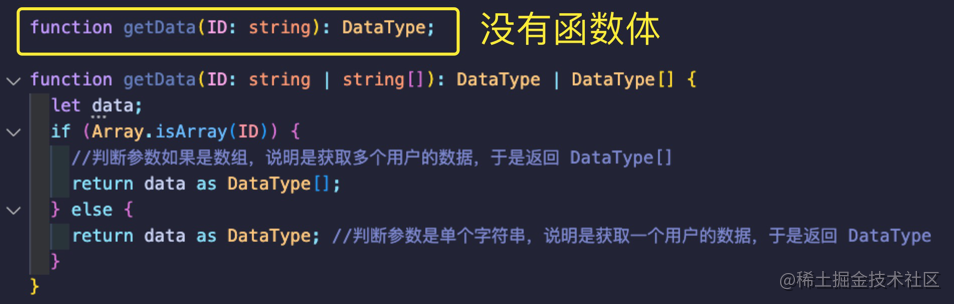 function getData(ID: string): DataType;
没有函数体
function getData(ID: string | string[]): DataType | DataType[] {
let data;
if (Array.isArray(ID)) {
//判断参数如果是数组，说明是获取多个用户的数据，于是返回 DataType[]
return data as DataType[];
} else {
return data as DataType; //判断参数是单个字符串，说明是获取一个用户的数据，于是返回 DataType
}
}
@稀土掘金技术社区